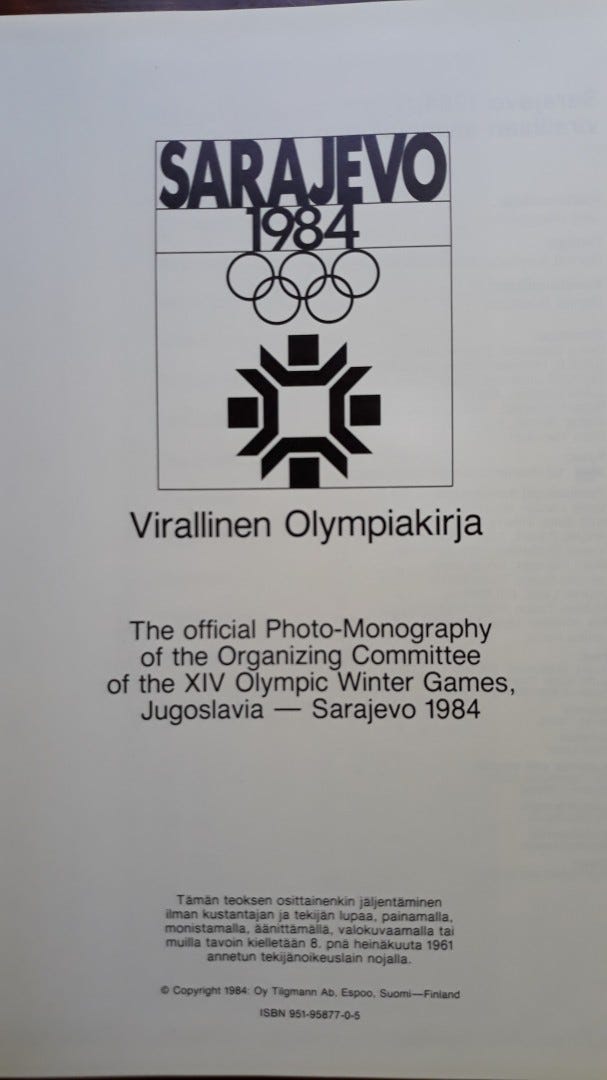 SARAJEVO
1984
Virallinen Olympiakirja
The official Photo-Monography
of the Organizing Committee
of the XIV Olympic Winter Games,
Jugoslavia — Sarajevo 1984
Tämän teoksen osittainenkin jäljentäminen
ilman kustantajan ja tekijän lupaa, painamalla,
monistamalla, äänittämällä, valokuvaamalla tai
muilla tavoin kielletään 8. pnä heinäkuuta 1961
annetun tekijänoikeuslain nojalla.
© Copyright 1984: Oy Tilgmann Ab, Espoo, Suomi—Finland
ISBN 951-95877-0-5